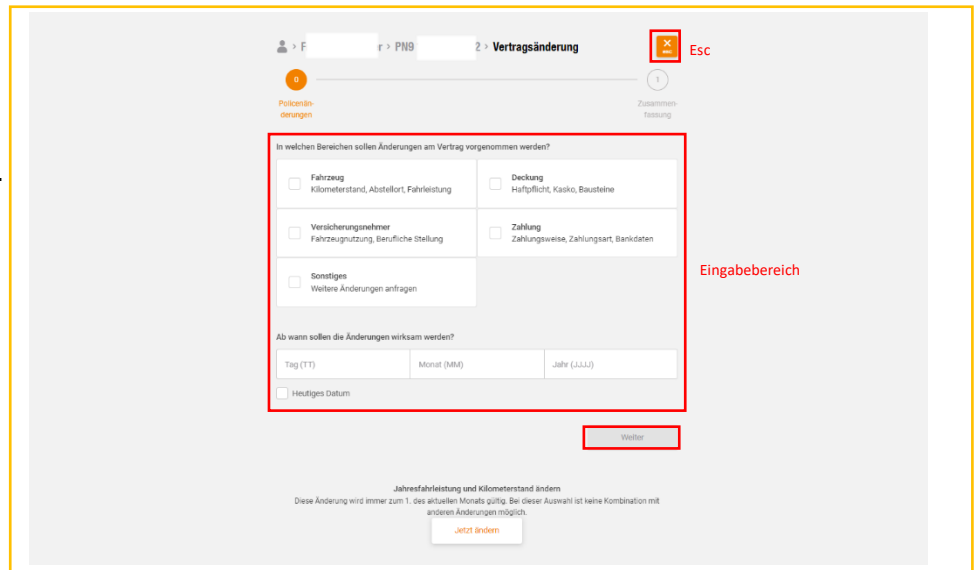 > F r > PN9 2 > Vertragsänderung
esc
Esc
0
1
Policenän-
derungen
Zusammen-
fassung
In welchen Bereichen sollen Änderungen am Vertrag vorgenommen werden?
Fahrzeug
Kilometerstand, Abstellort, Fahrleistung
Deckung
Haftpflicht, Kasko, Bausteine
Versicherungsnehmer
Fahrzeugnutzung, Berufliche Stellung
Zahlung
Zahlungsweise, Zahlungsart, Bankdaten
Sonstiges
Weitere Änderungen anfragen
Eingabebereich
Ab wann sollen die Änderungen wirksam werden?
Tag (TT)
Monat (MM)
Jahr (JJJJ)
Heutiges Datum
Weiter
Jahresfahrleistung und Kilometerstand ändern
Diese Änderung wird immer zum 1. des aktuellen Monats gültig. Bei dieser Auswahl ist keine Kombination mit
anderen Änderungen möglich.
Jetzt ändern